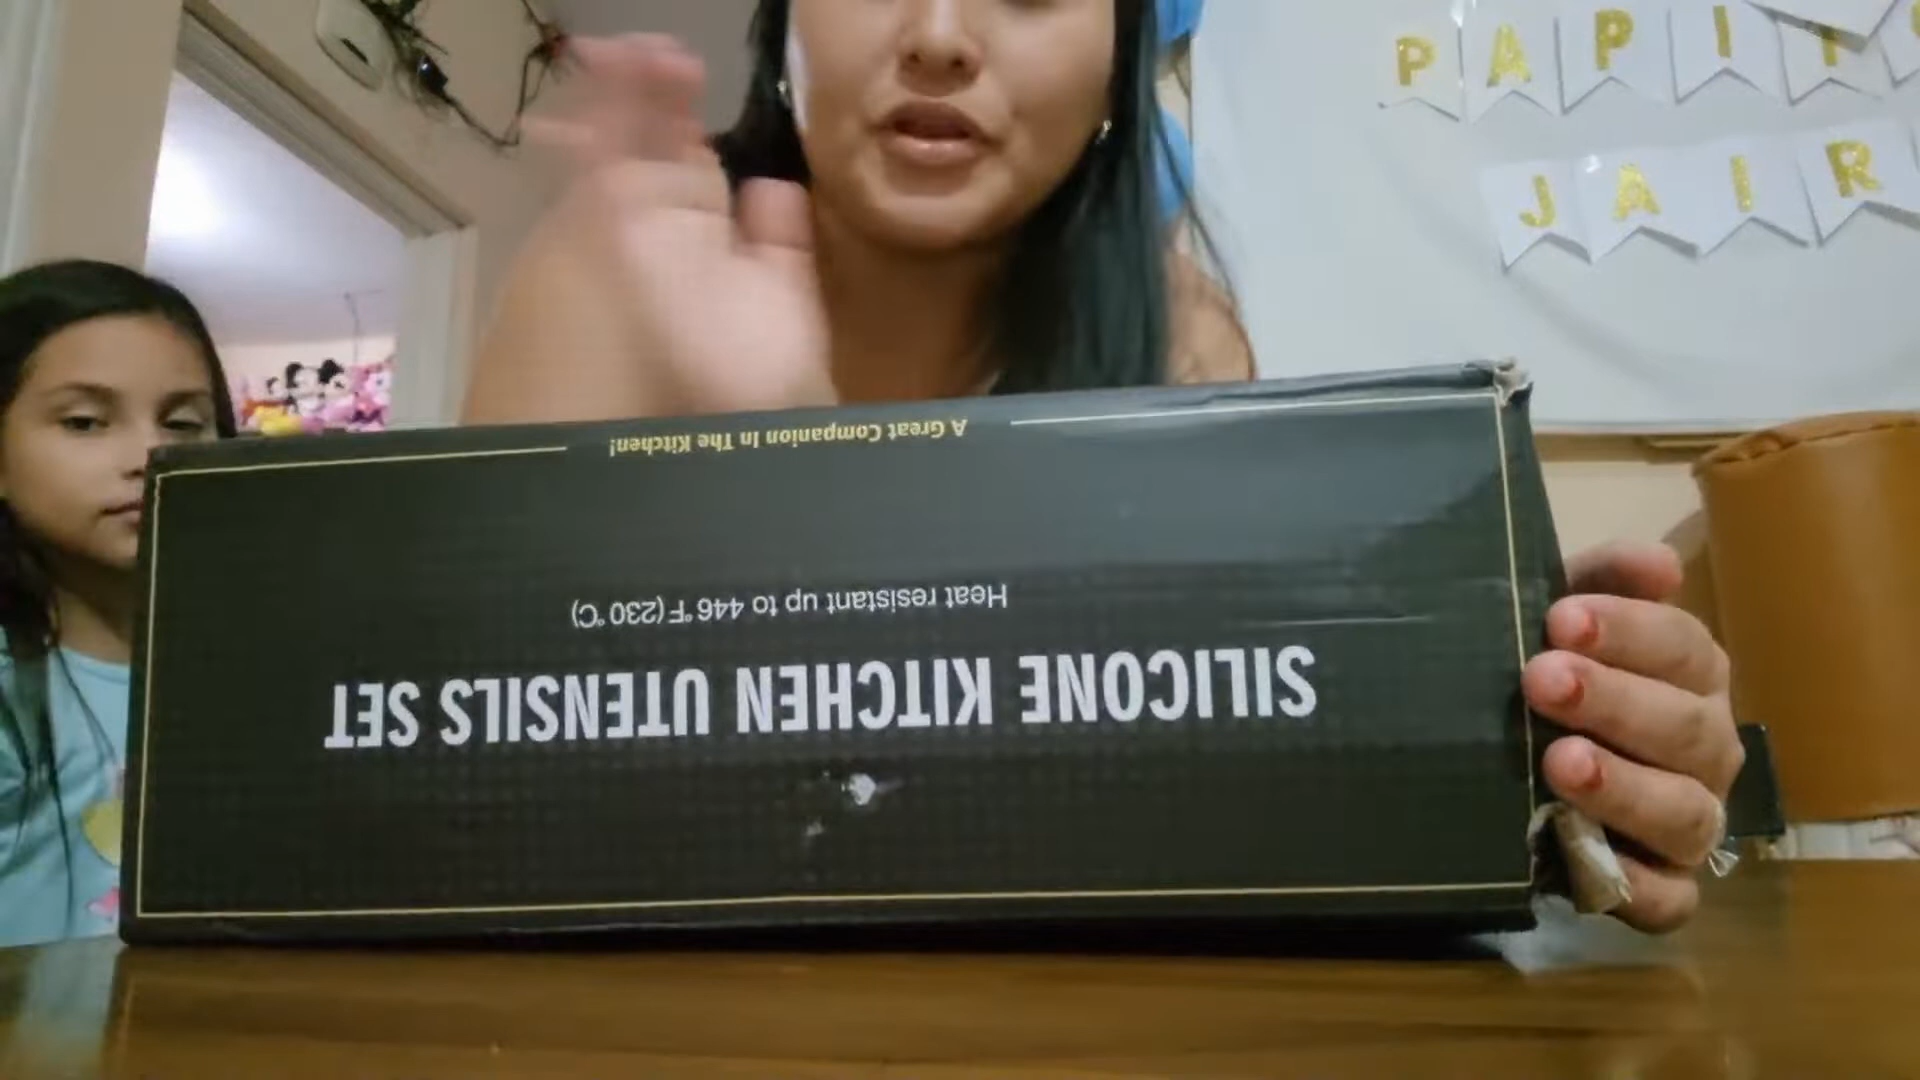 PAPI
JAIR
SILICONE KITCHEN UTENSILS SET
Heat resistant up to 446°F(230°C)
A Great Companion In The Kitchen!